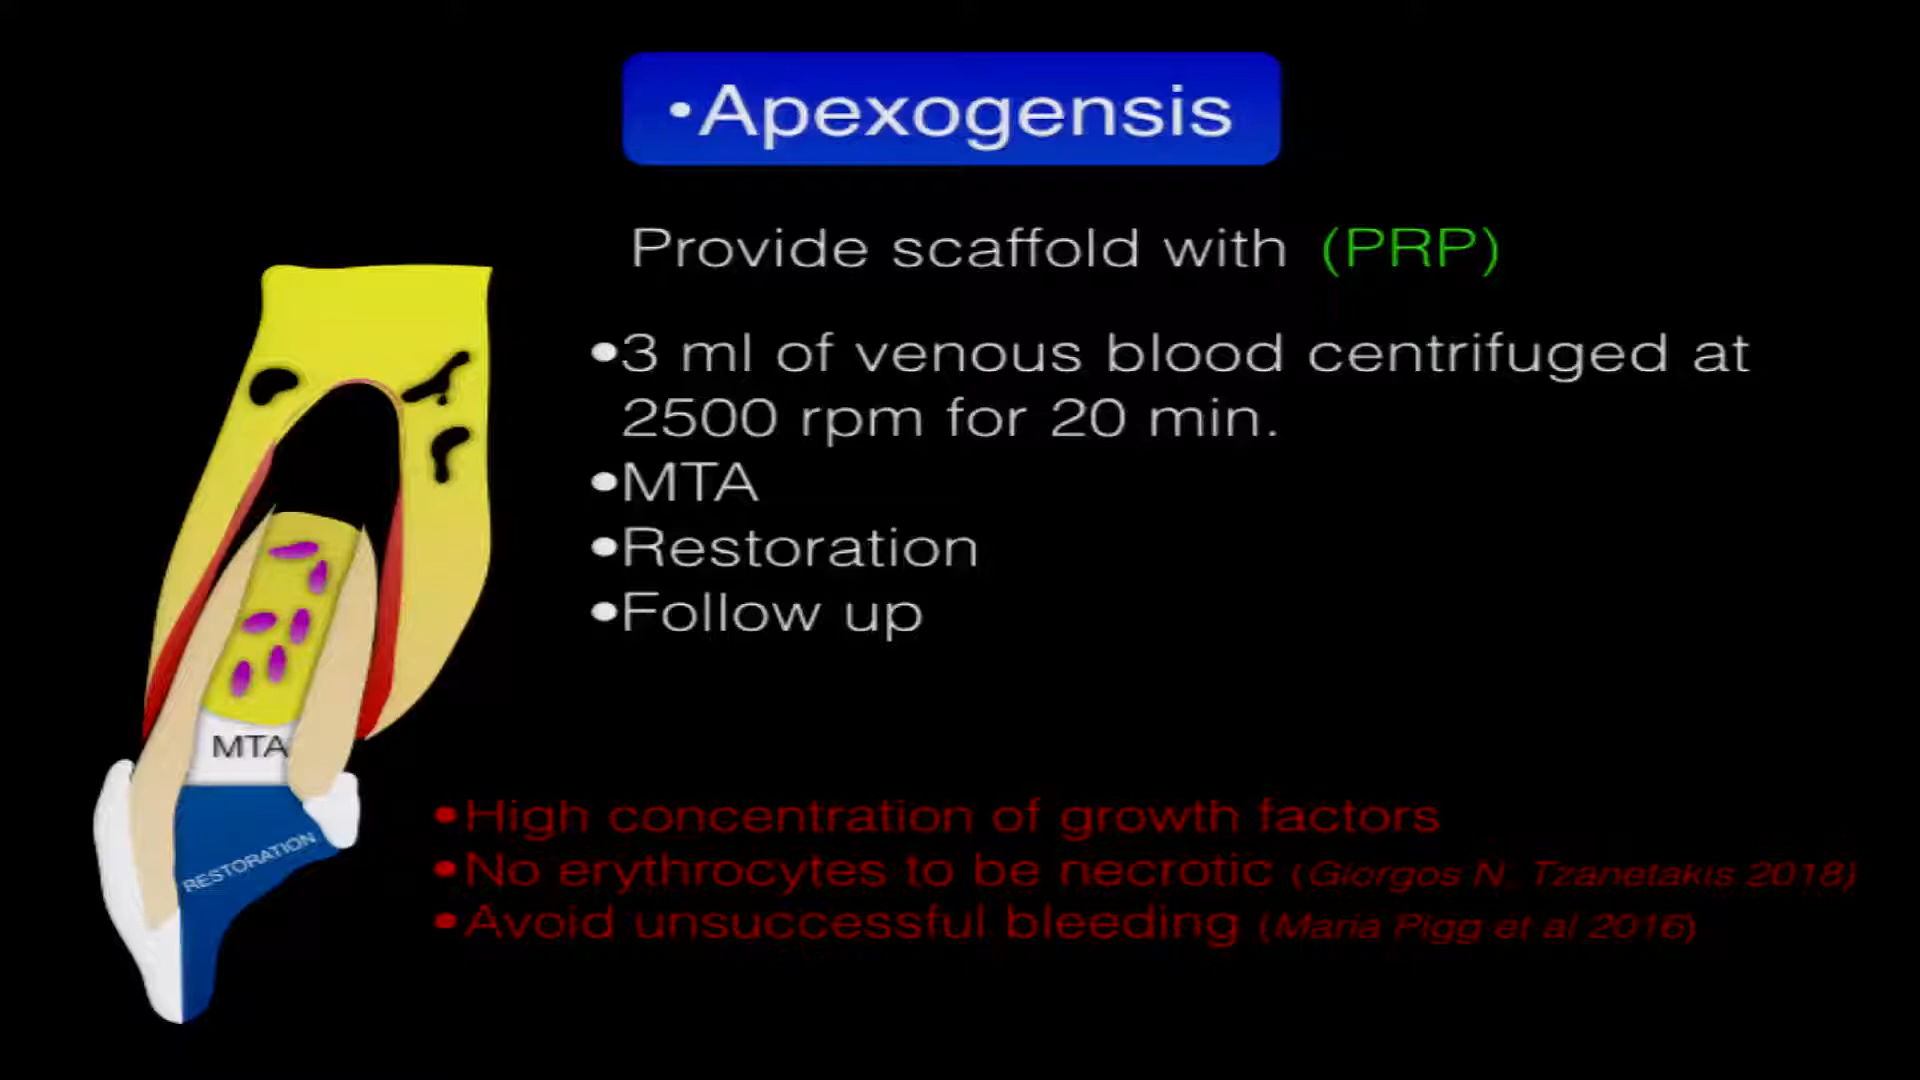 •Apexogensis
Provide scaffold with (PRP)
•3 ml of venous blood centrifuged at
2500 rpm for 20 min.
•MTA
•Restoration
•Follow up
MTA
RESTORATION
•High concentration of growth factors
•No erythrocytes to be necrotic (Giorgos N. Tzanetakis 2018)
•Avoid unsuccessful bleeding (Maria Pigg et al 2016)